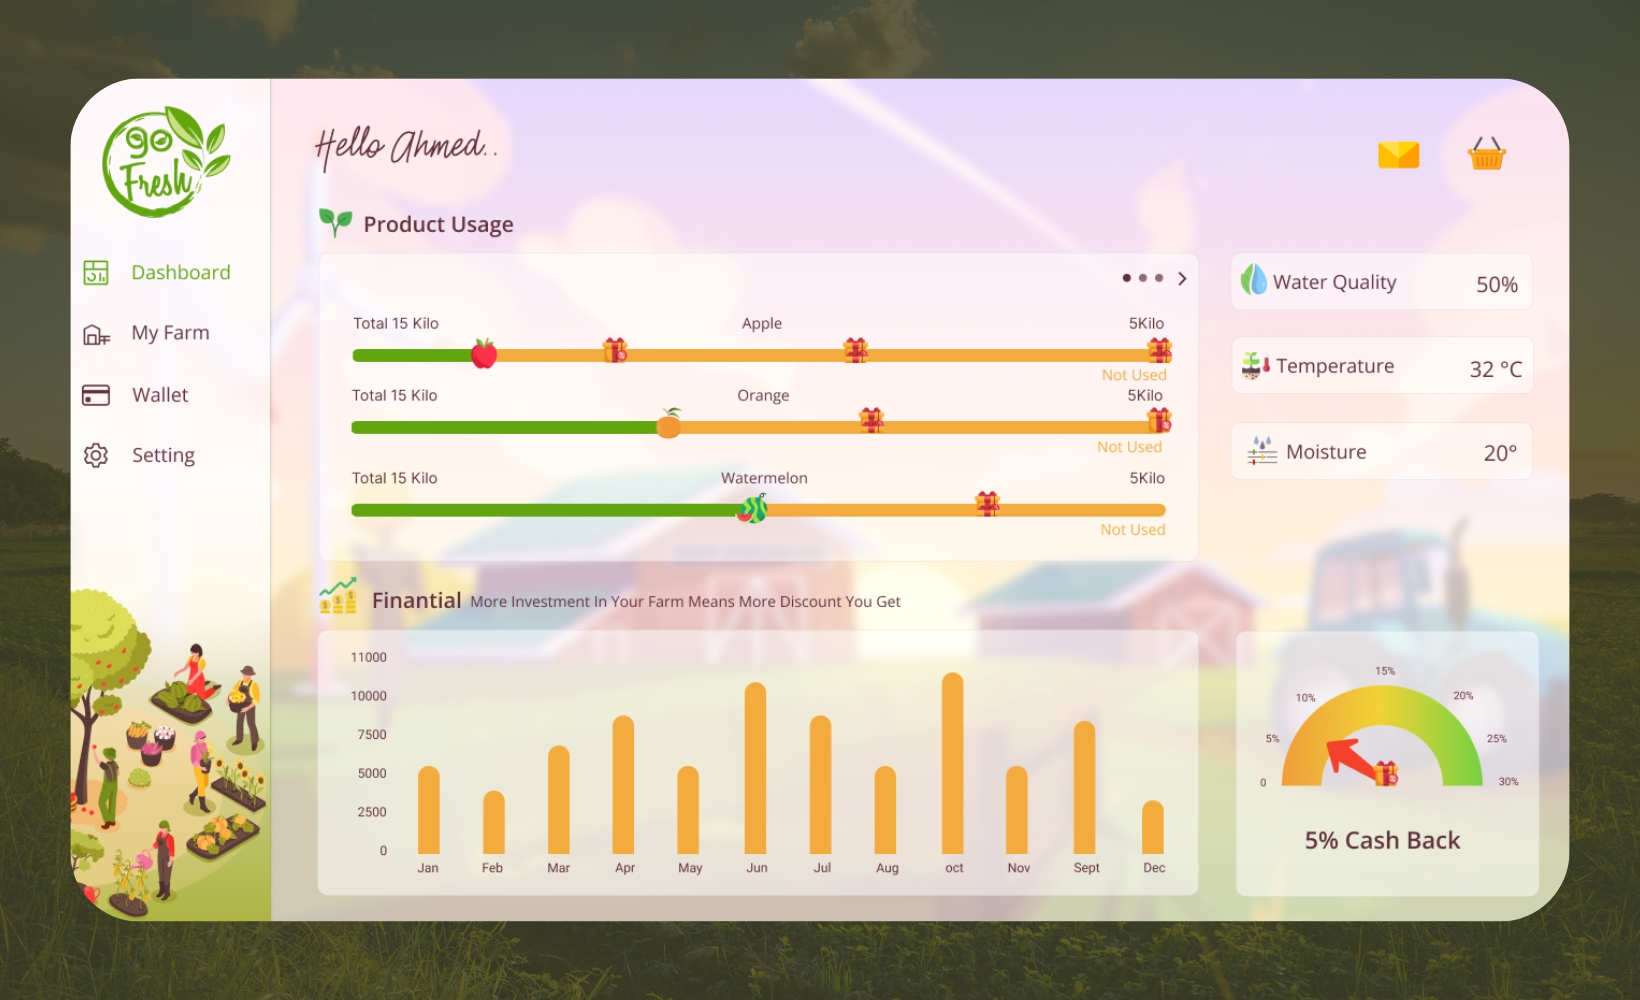 go
Fresh
Dashboard
My Farm
Wallet
Setting
Hello Ahmed..
Product Usage
Total 15 Kilo Apple 5Kilo
Not Used
Total 15 Kilo Orange 5Kilo
Not Used
Total 15 Kilo Watermelon 5Kilo
Not Used
Water Quality 50%
Temperature 32 °C
Moisture 20°
Finantial More Investment In Your Farm Means More Discount You Get
11000
10000
7500
5000
2500
0
Jan Feb Mar Apr May Jun Jul Aug oct Nov Sept Dec
15%
10% 20%
5% 25%
0 30%
5% Cash Back